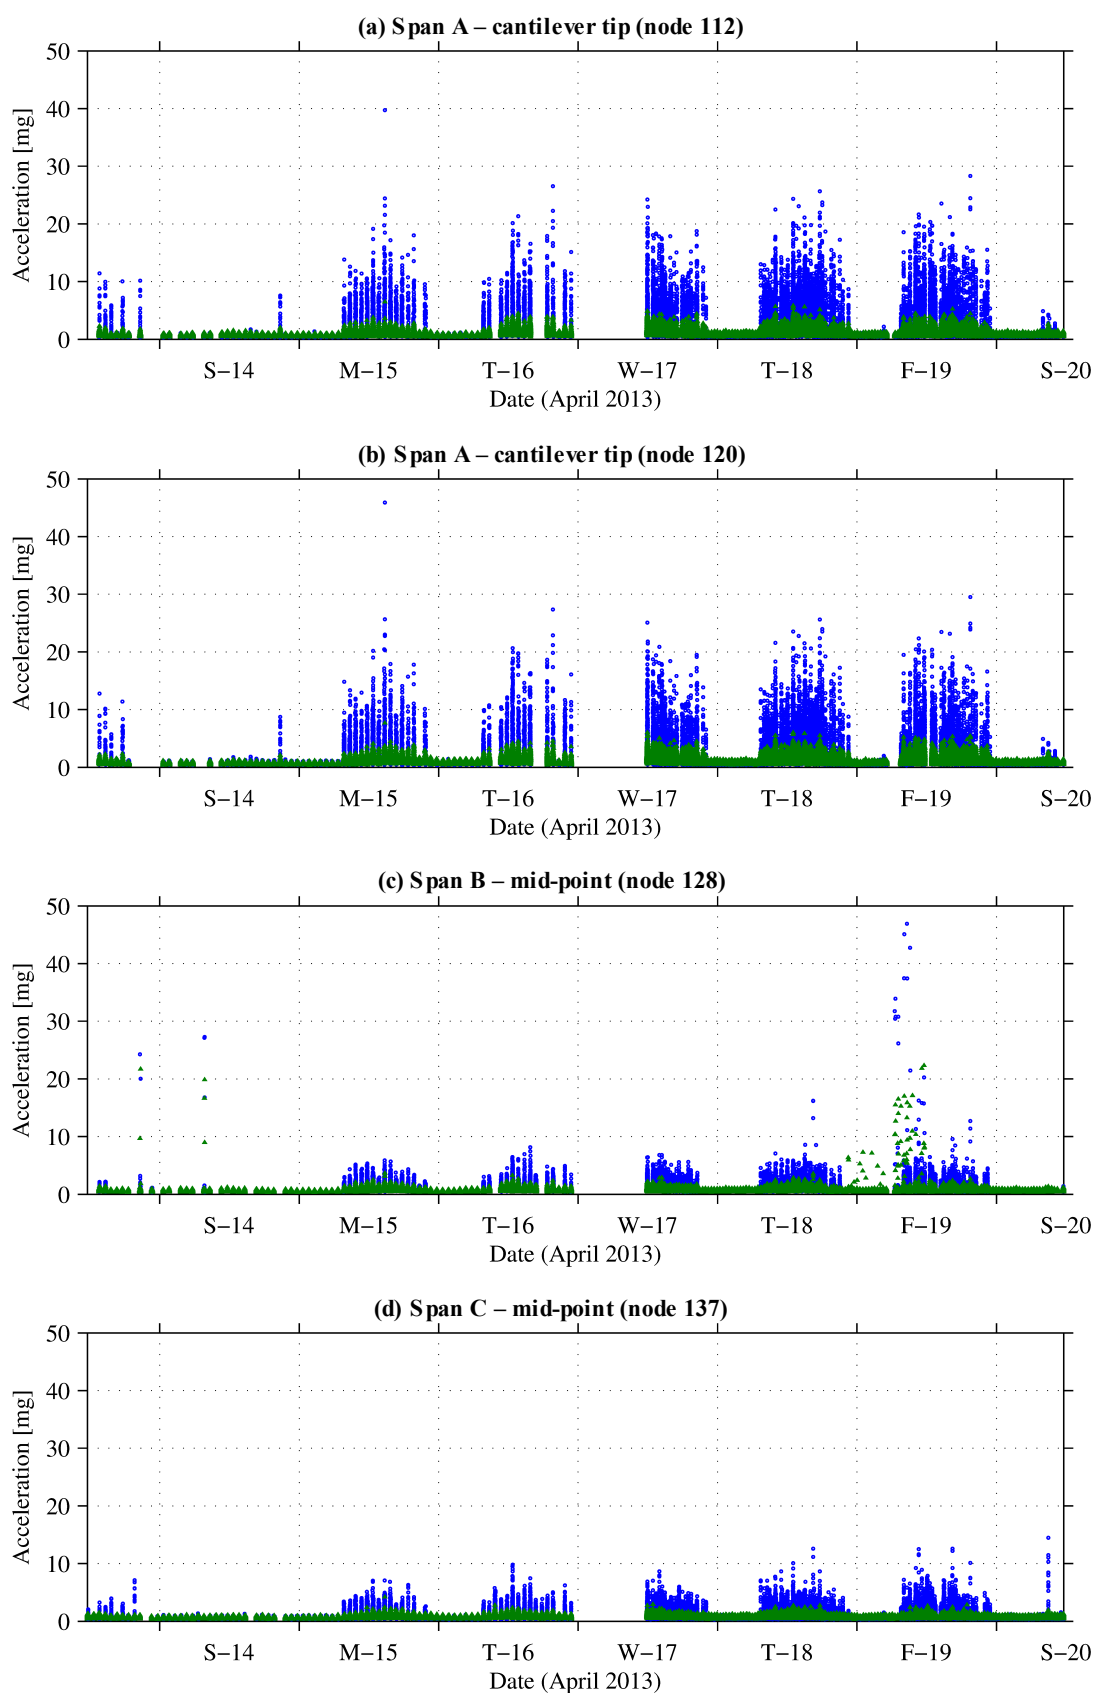 (a) Span A – cantilever tip (node 112)
50
40
30
20
10
0
Acceleration [mg]
S−14 M−15 T−16 W−17 T−18 F−19 S−20
Date (April 2013)
(b) Span A – cantilever tip (node 120)
50
40
30
20
10
0
Acceleration [mg]
S−14 M−15 T−16 W−17 T−18 F−19 S−20
Date (April 2013)
(c) Span B – mid-point (node 128)
50
40
30
20
10
0
Acceleration [mg]
S−14 M−15 T−16 W−17 T−18 F−19 S−20
Date (April 2013)
(d) Span C – mid-point (node 137)
50
40
30
20
10
0
Acceleration [mg]
S−14 M−15 T−16 W−17 T−18 F−19 S−20
Date (April 2013)